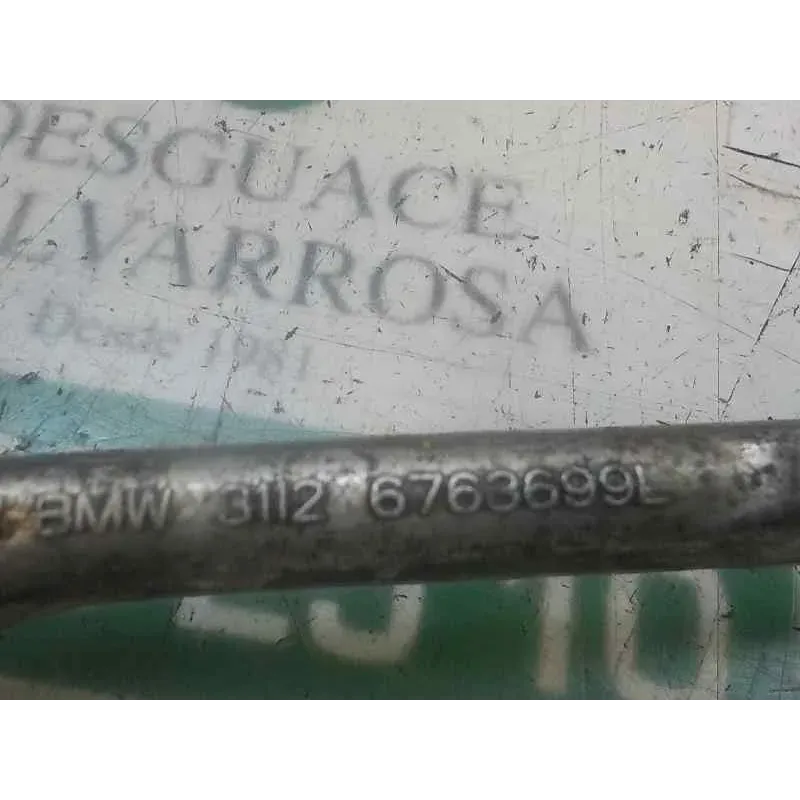 DESGUACE
LVARROSA
Desde 1981
BMW 3112 6763699L